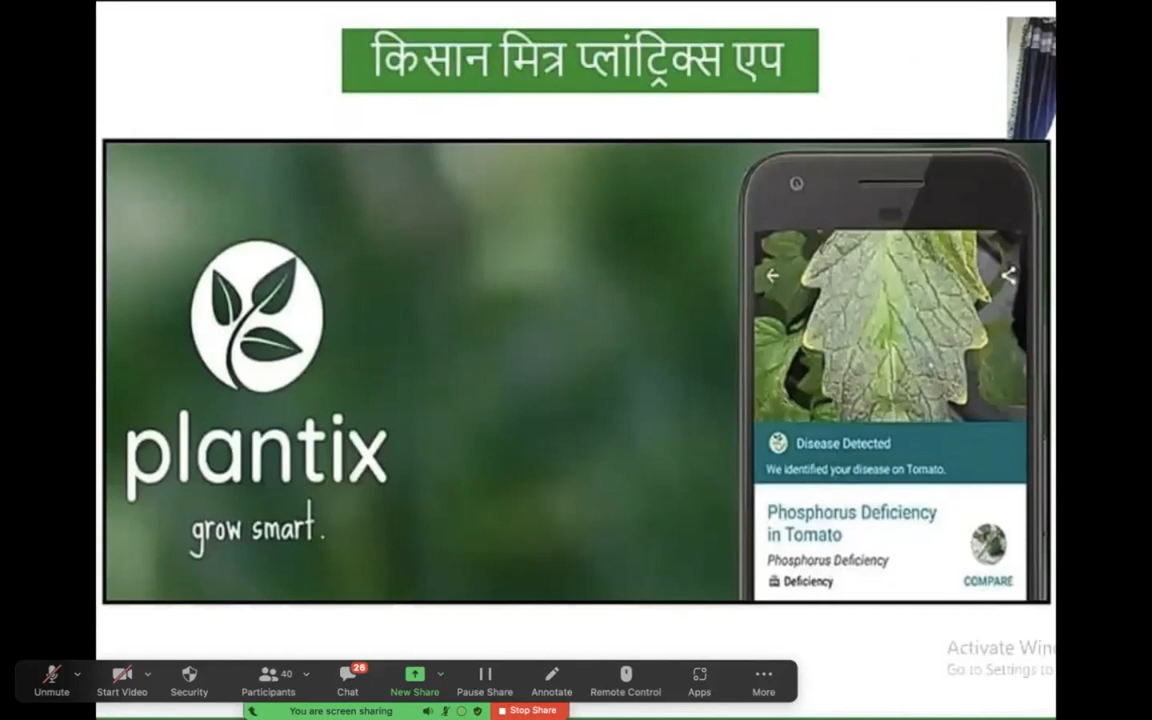 किसान मित्र प्लांट्रिक्स एप
plantix
grow smart.
Disease Detected
We identified your disease on Tomato.
Phosphorus Deficiency
in Tomato
Phosphorus Deficiency
Deficiency
COMPARE
Activate Win
Go to Settings to
Unmute
Start Video
Security
40
Participants
26
Chat
New Share
Pause Share
Annotate
Remote Control
Apps
More
You are screen sharing
Stop Share